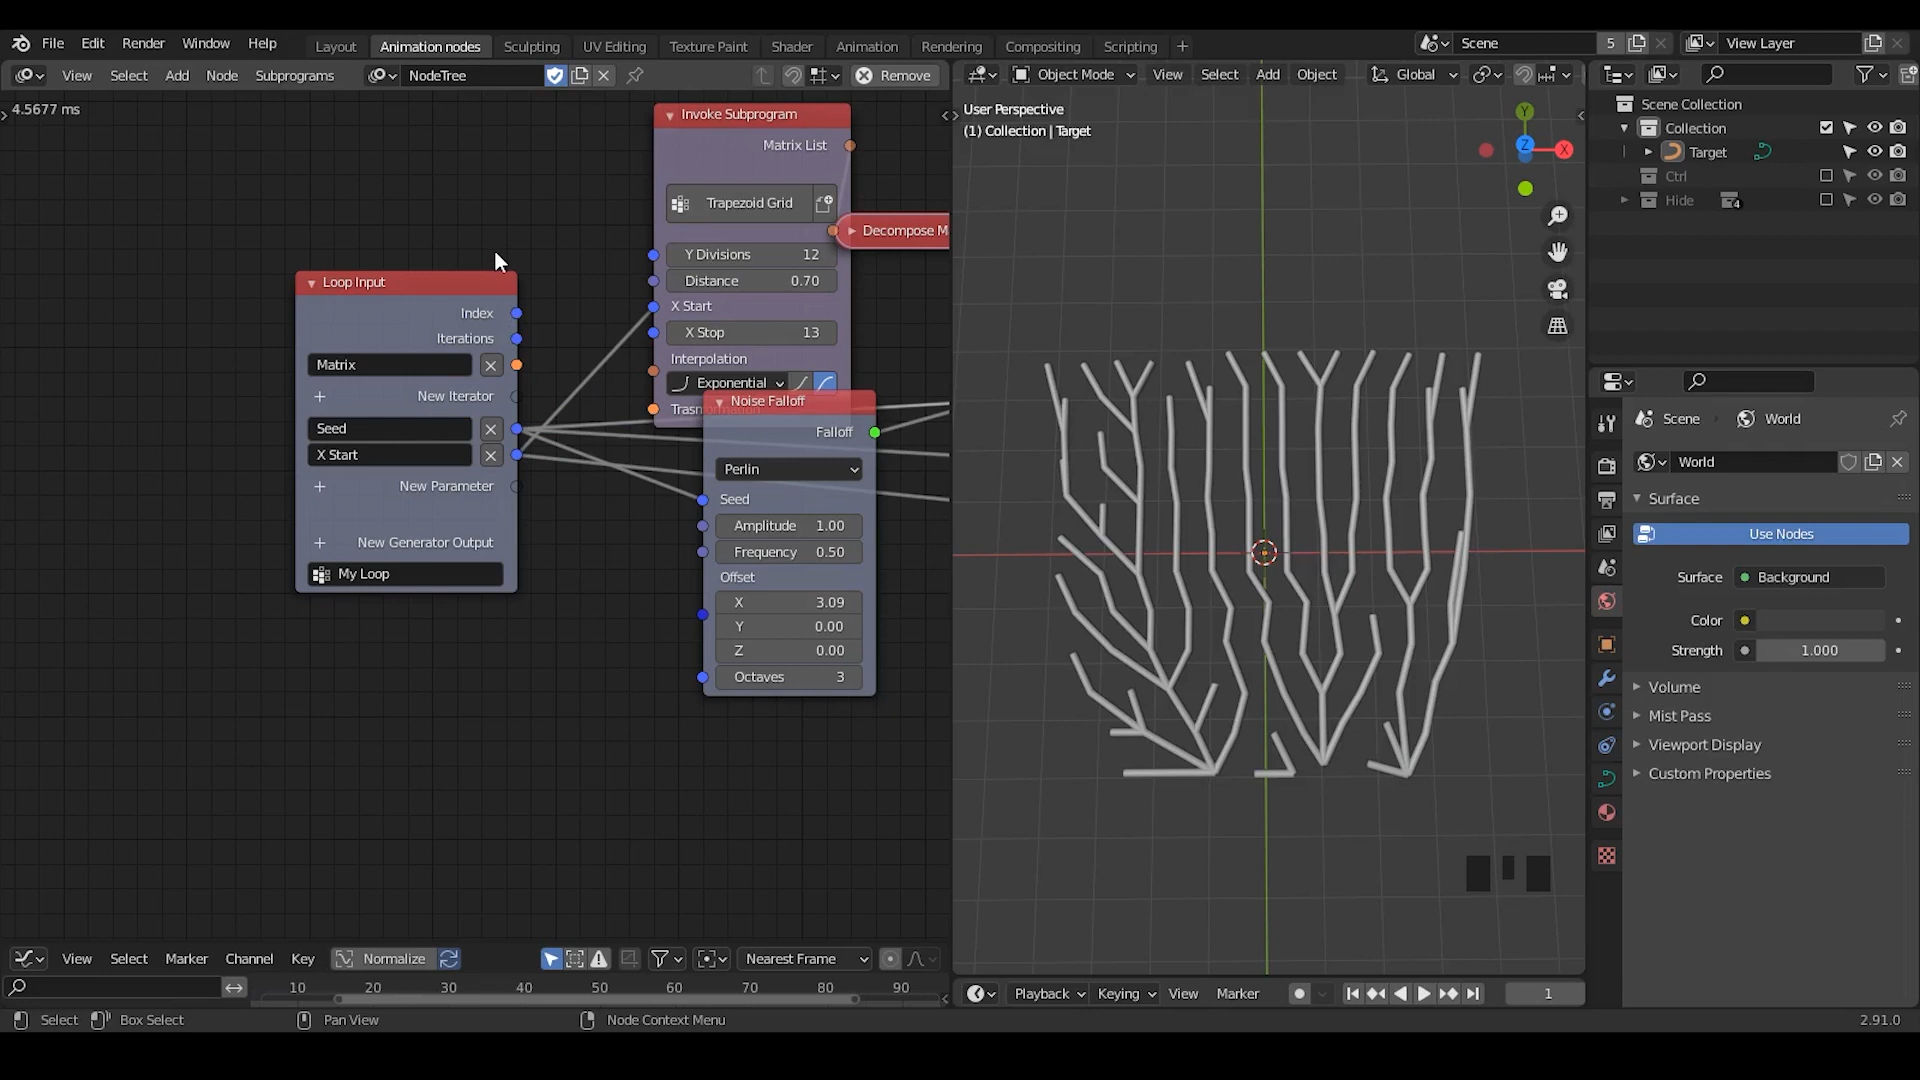 File Edit Render Window Help Layout Animation nodes Sculpting UV Editing Texture Paint Shader Animation Rendering Compositing Scripting Scene 5 View Layer
View Select Add Node Subprograms NodeTree Remove
Object Mode View Select Add Object Global
4.5677 ms
User Perspective
(1) Collection | Target
Scene Collection
Collection
Target
Ctrl
Hide 4
Y
Z
X
Invoke Subprogram
Matrix List
Trapezoid Grid
Decompose M
Y Divisions 12
Distance 0.70
X Start
X Stop 13
Interpolation
Exponential
Loop Input
Index
Iterations
Matrix
New Iterator
Seed
X Start
New Parameter
New Generator Output
My Loop
Noise Falloff
Falloff
Perlin
Seed
Amplitude 1.00
Frequency 0.50
Offset
X 3.09
Y 0.00
Z 0.00
Octaves 3
Scene World
World
Surface
Use Nodes
Surface Background
Color
Strength 1.000
Volume
Mist Pass
Viewport Display
Custom Properties
View Select Marker Channel Key Normalize Nearest Frame
10 20 30 40 50 60 70 80 90
Playback Keying View Marker 1
Select Box Select Pan View Node Context Menu 2.91.0